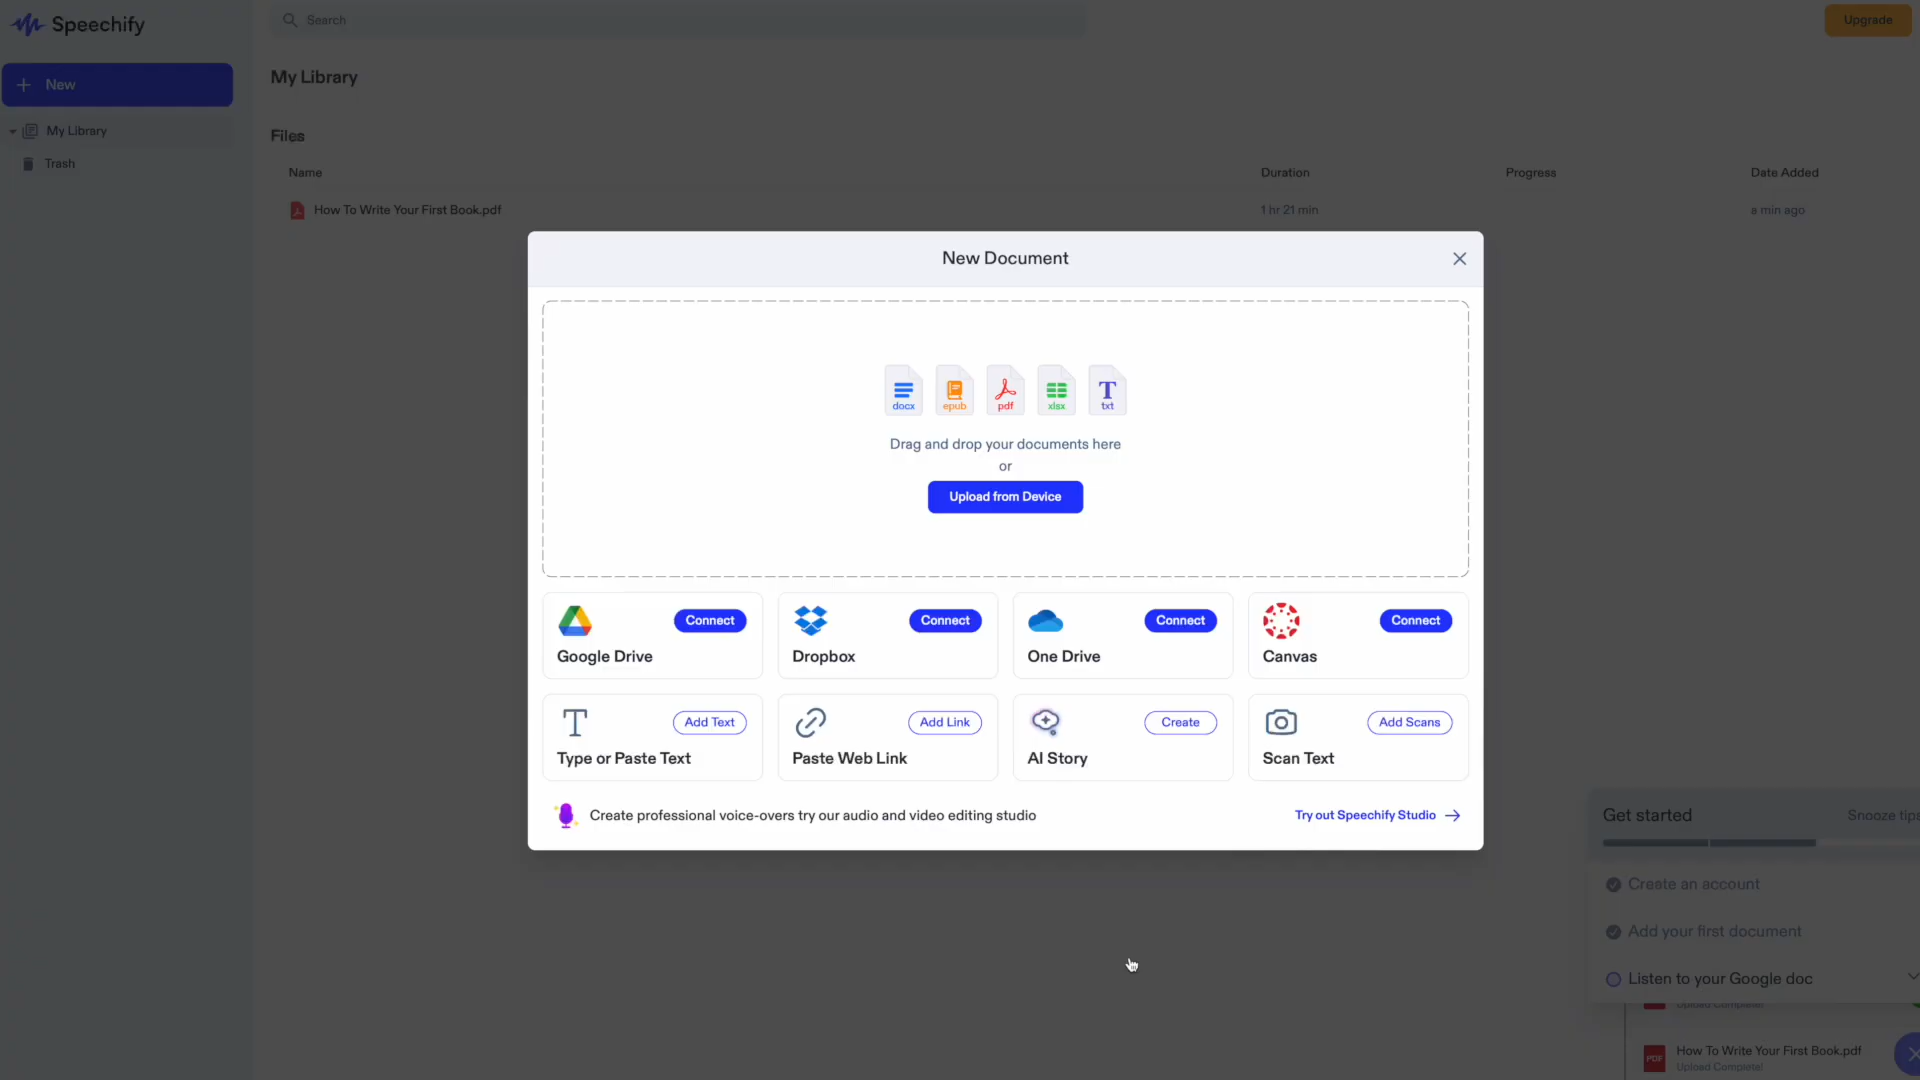 Speechify
Search
Upgrade
New
My Library
My Library
Trash
Files
Name
Duration
Progress
Date Added
How To Write Your First Book.pdf
1 hr 21 min
a min ago
New Document
docx
epub
pdf
xlsx
T
txt
Drag and drop your documents here
or
Upload from Device
Connect
Google Drive
Connect
Dropbox
Connect
One Drive
Connect
Canvas
Add Text
Type or Paste Text
Add Link
Paste Web Link
Create
AI Story
Add Scans
Scan Text
Create professional voice-overs try our audio and video editing studio
Try out Speechify Studio
Get started
Snooze tips
Create an account
Add your first document
Listen to your Google doc
Upload Complete!
PDF
How To Write Your First Book.pdf
Upload Complete!